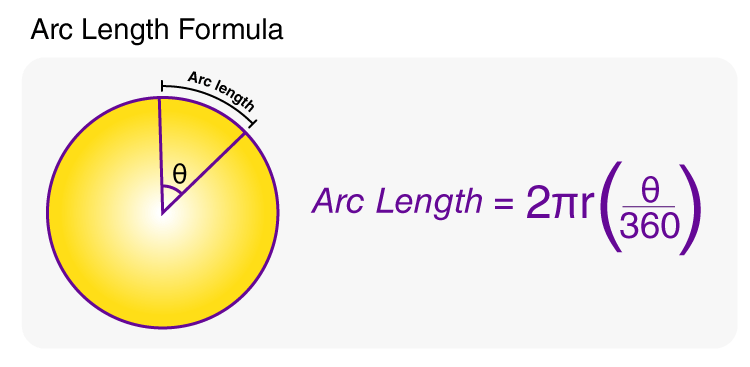 Arc Length Formula
Arc length
θ
Arc Length = 2πr(θ/360)